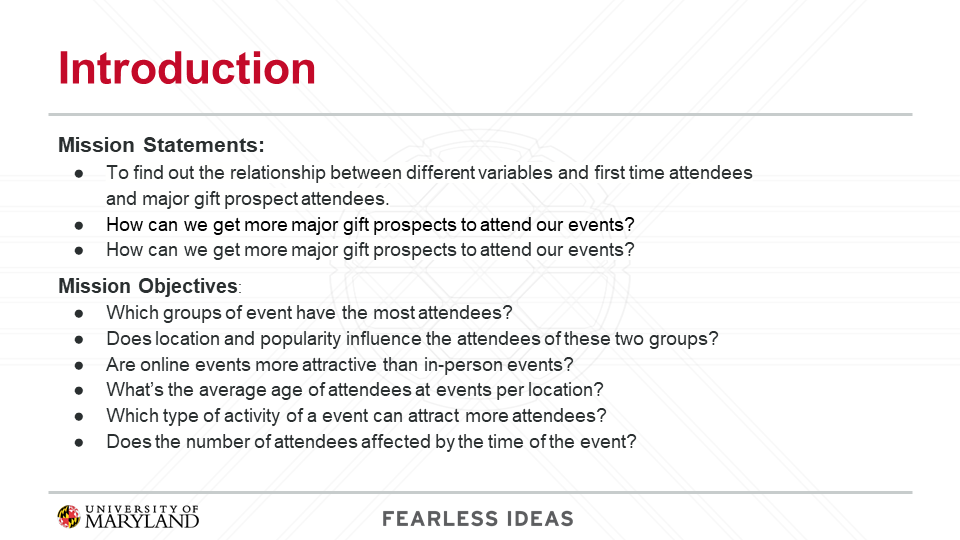 Introduction
Mission Statements:
● To find out the relationship between different variables and first time attendees
and major gift prospect attendees.
● How can we get more major gift prospects to attend our events?
● How can we get more major gift prospects to attend our events?
Mission Objectives:
● Which groups of event have the most attendees?
● Does location and popularity influence the attendees of these two groups?
● Are online events more attractive than in-person events?
● What's the average age of attendees at events per location?
● Which type of activity of a event can attract more attendees?
● Does the number of attendees affected by the time of the event?
UNIVERSITY OF
MARYLAND
FEARLESS IDEAS